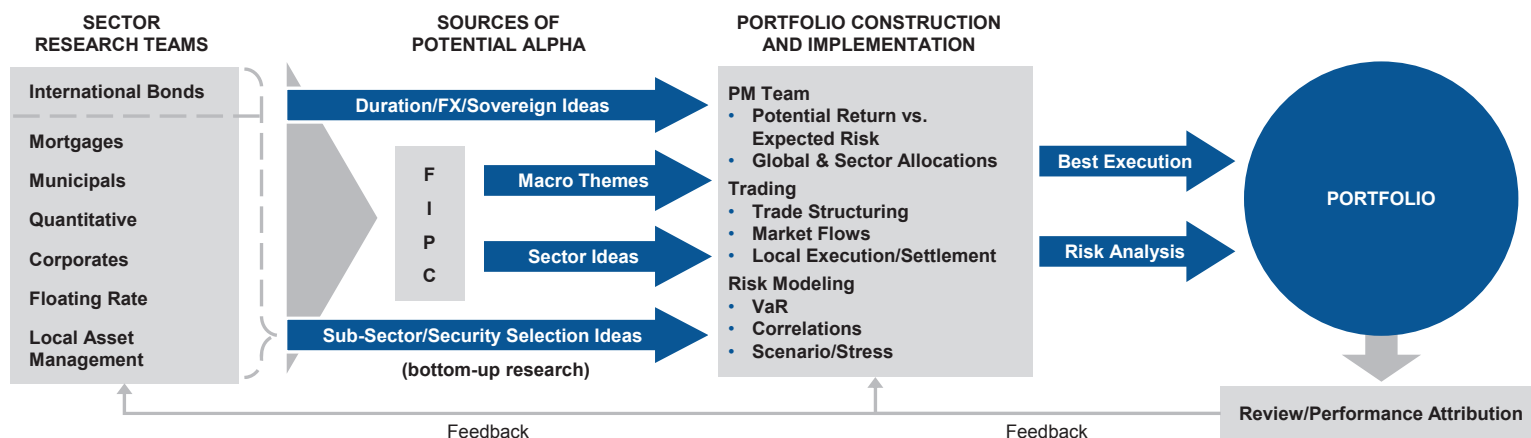 SECTOR
RESEARCH TEAMS
International Bonds
Mortgages
Municipals
Quantitative
Corporates
Floating Rate
Local Asset
Management
SOURCES OF
POTENTIAL ALPHA
Duration/FX/Sovereign Ideas
F
I
P
C
Macro Themes
Sector Ideas
Sub-Sector/Security Selection Ideas
(bottom-up research)
PORTFOLIO CONSTRUCTION
AND IMPLEMENTATION
PM Team
• Potential Return vs.
Expected Risk
• Global & Sector Allocations
Trading
• Trade Structuring
• Market Flows
• Local Execution/Settlement
Risk Modeling
• VaR
• Correlations
• Scenario/Stress
Best Execution
Risk Analysis
PORTFOLIO
Review/Performance Attribution
Feedback
Feedback